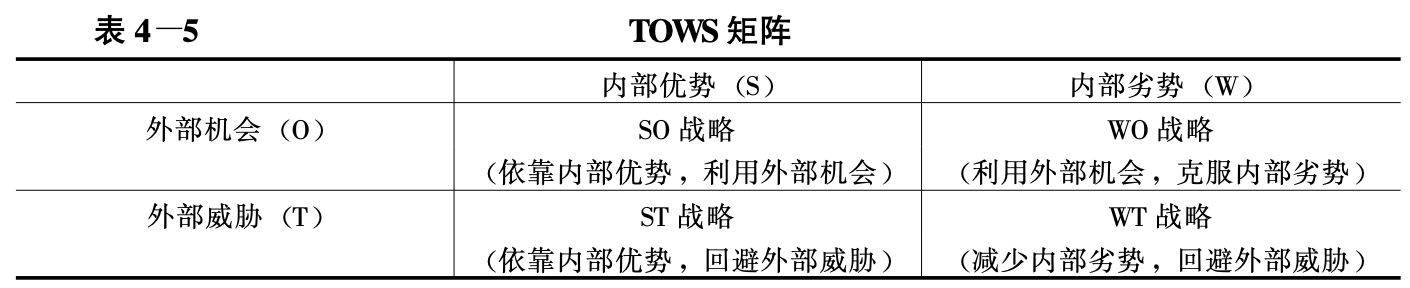 表 4—5 TOWS 矩阵
内部优势（S） 内部劣势（W）
外部机会（O） SO 战略 WO 战略
（依靠内部优势，利用外部机会） （利用外部机会，克服内部劣势）
外部威胁（T） ST 战略 WT 战略
（依靠内部优势，回避外部威胁） （减少内部劣势，回避外部威胁）